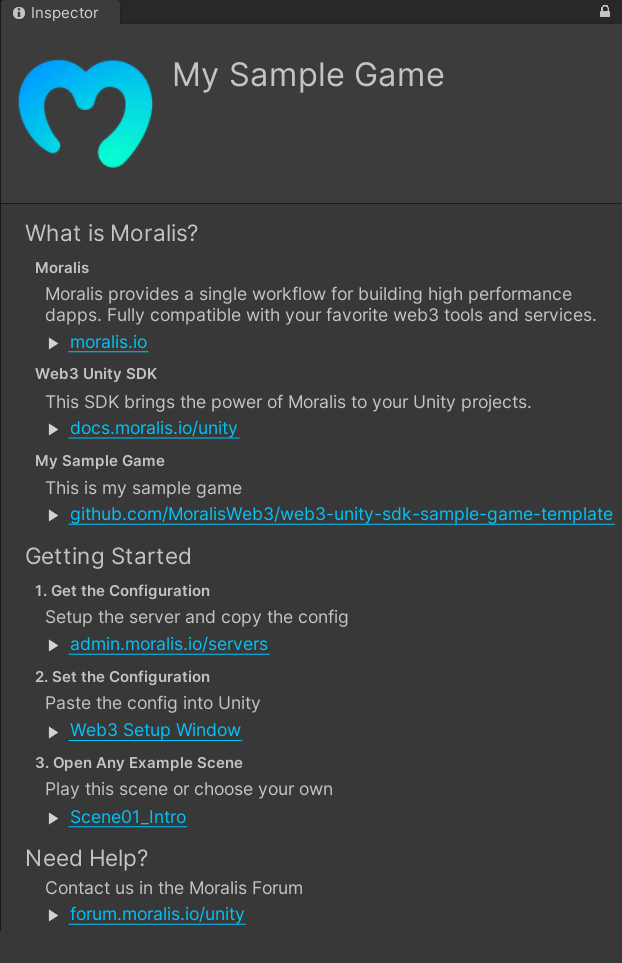 Inspector
My Sample Game
What is Moralis?
Moralis
Moralis provides a single workflow for building high performance
dapps. Fully compatible with your favorite web3 tools and services.
moralis.io
Web3 Unity SDK
This SDK brings the power of Moralis to your Unity projects.
docs.moralis.io/unity
My Sample Game
This is my sample game
github.com/MoralisWeb3/web3-unity-sdk-sample-game-template
Getting Started
1. Get the Configuration
Setup the server and copy the config
admin.moralis.io/servers
2. Set the Configuration
Paste the config into Unity
Web3 Setup Window
3. Open Any Example Scene
Play this scene or choose your own
Scene01_Intro
Need Help?
Contact us in the Moralis Forum
forum.moralis.io/unity